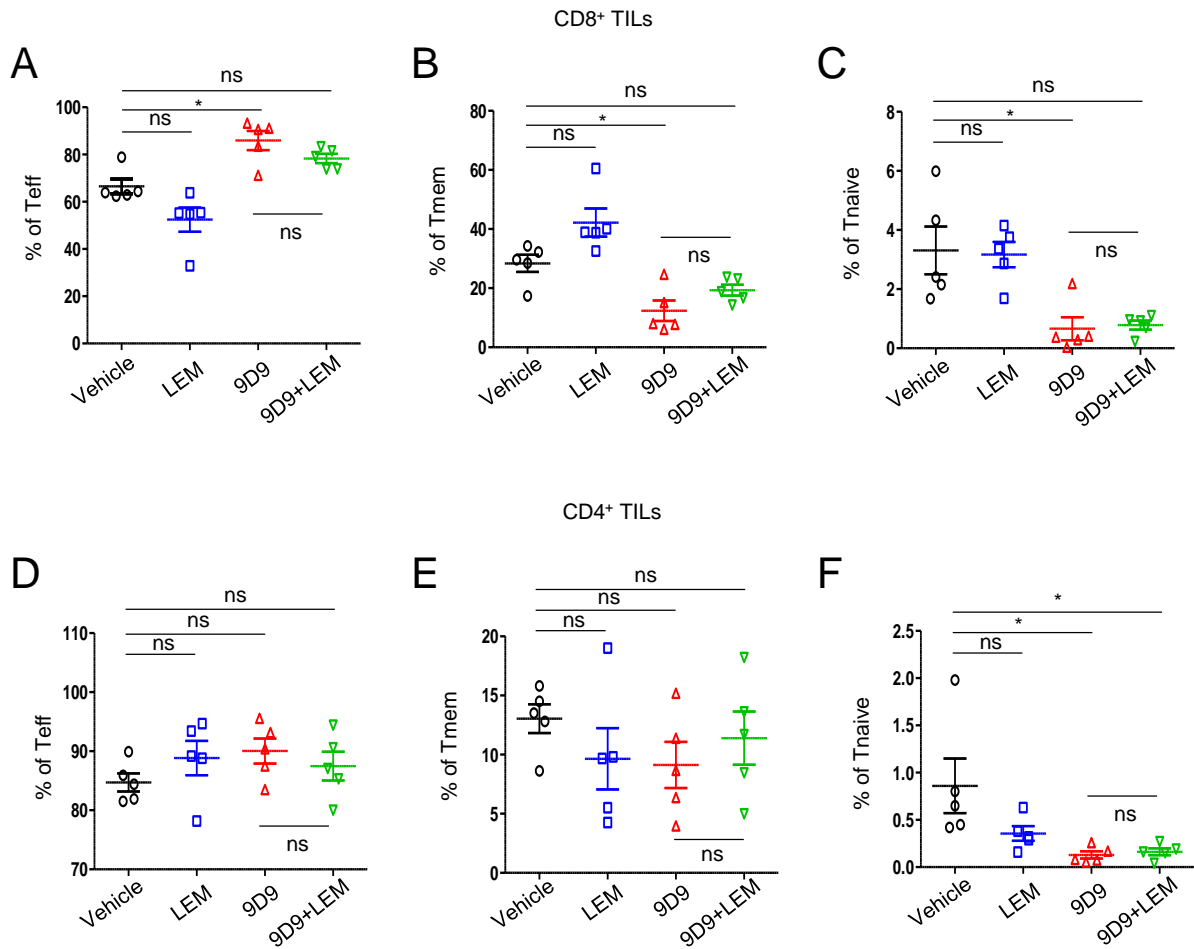 CD8⁺ TILs
A
ns
*
ns
ns
% of Teff
100
80
60
40
20
0
Vehicle
LEM
9D9
9D9+LEM
B
ns
*
ns
ns
% of Tmem
80
60
40
20
0
Vehicle
LEM
9D9
9D9+LEM
C
ns
*
ns
ns
% of Tnaive
8
6
4
2
0
Vehicle
LEM
9D9
9D9+LEM
CD4⁺ TILs
D
ns
ns
ns
ns
% of Teff
110
100
90
80
70
Vehicle
LEM
9D9
9D9+LEM
E
ns
ns
ns
ns
% of Tmem
20
15
10
5
0
Vehicle
LEM
9D9
9D9+LEM
F
*
*
ns
ns
% of Tnaive
2.5
2.0
1.5
1.0
0.5
0.0
Vehicle
LEM
9D9
9D9+LEM